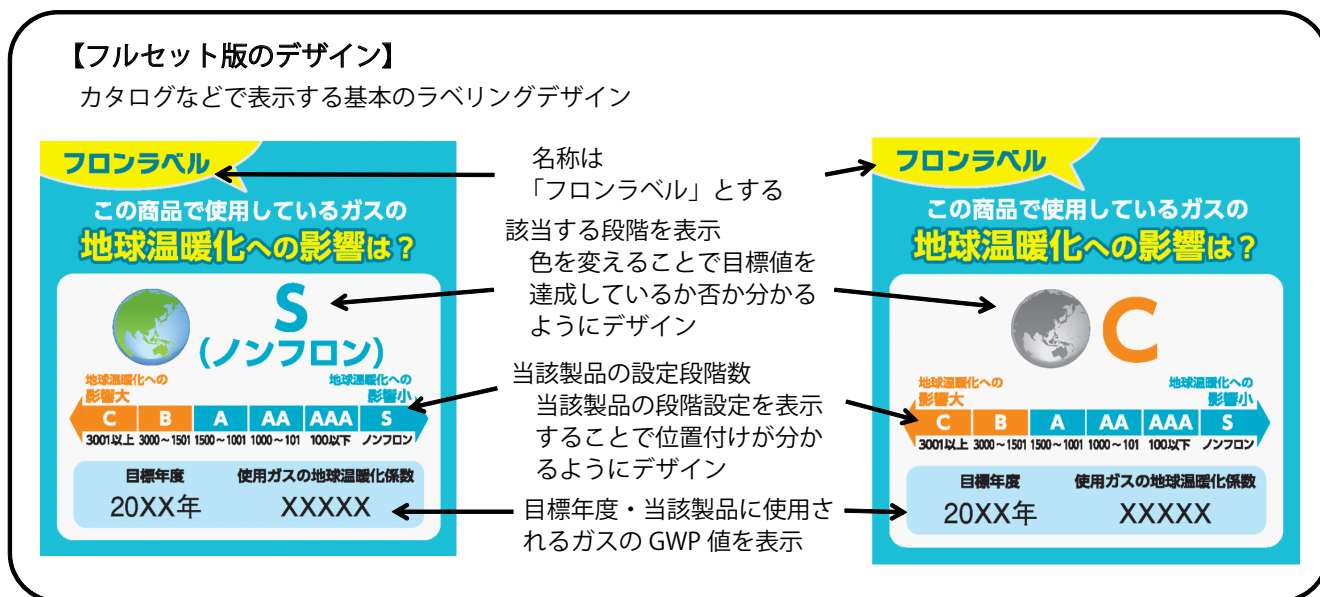 【フルセット版のデザイン】
カタログなどで表示する基本のラベリングデザイン
フロンラベル
この商品で使用しているガスの
地球温暖化への影響は？
S
(ノンフロン)
地球温暖化への
影響大
地球温暖化への
影響小
C B A AA AAA S
3001以上 3000～1501 1500～1001 1000～101 100以下 ノンフロン
目標年度 使用ガスの地球温暖化係数
20XX年 XXXXX
名称は
「フロンラベル」とする
該当する段階を表示
色を変えることで目標値を
達成しているか否か分かる
ようにデザイン
当該製品の設定段階数
当該製品の段階設定を表示
することで位置付けが分か
るようにデザイン
目標年度・当該製品に使用さ
れるガスの GWP 値を表示
フロンラベル
この商品で使用しているガスの
地球温暖化への影響は？
C
地球温暖化への
影響大
地球温暖化への
影響小
C B A AA AAA S
3001以上 3000～1501 1500～1001 1000～101 100以下 ノンフロン
目標年度 使用ガスの地球温暖化係数
20XX年 XXXXX